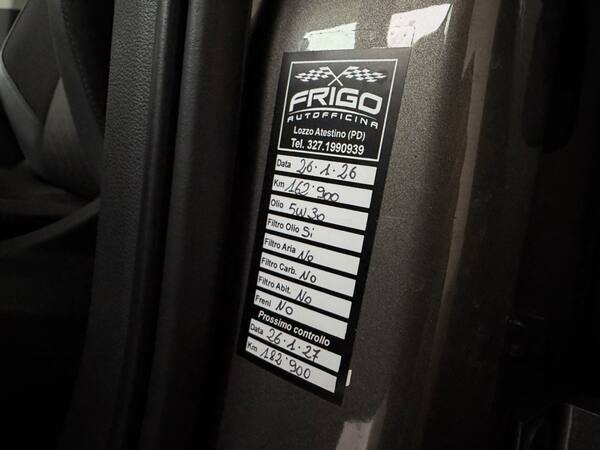 FRIGO
AUTOFFICINA
Lozzo Atestino (PD)
Tel. 327.1990939
Data 26.1.26
Km 162.900
Olio 5W30
Filtro Olio Si
Filtro Aria No
Filtro Carb. No
Filtro Abit. No
Freni No
Prossimo controllo
Data 26.1.27
Km 182.900